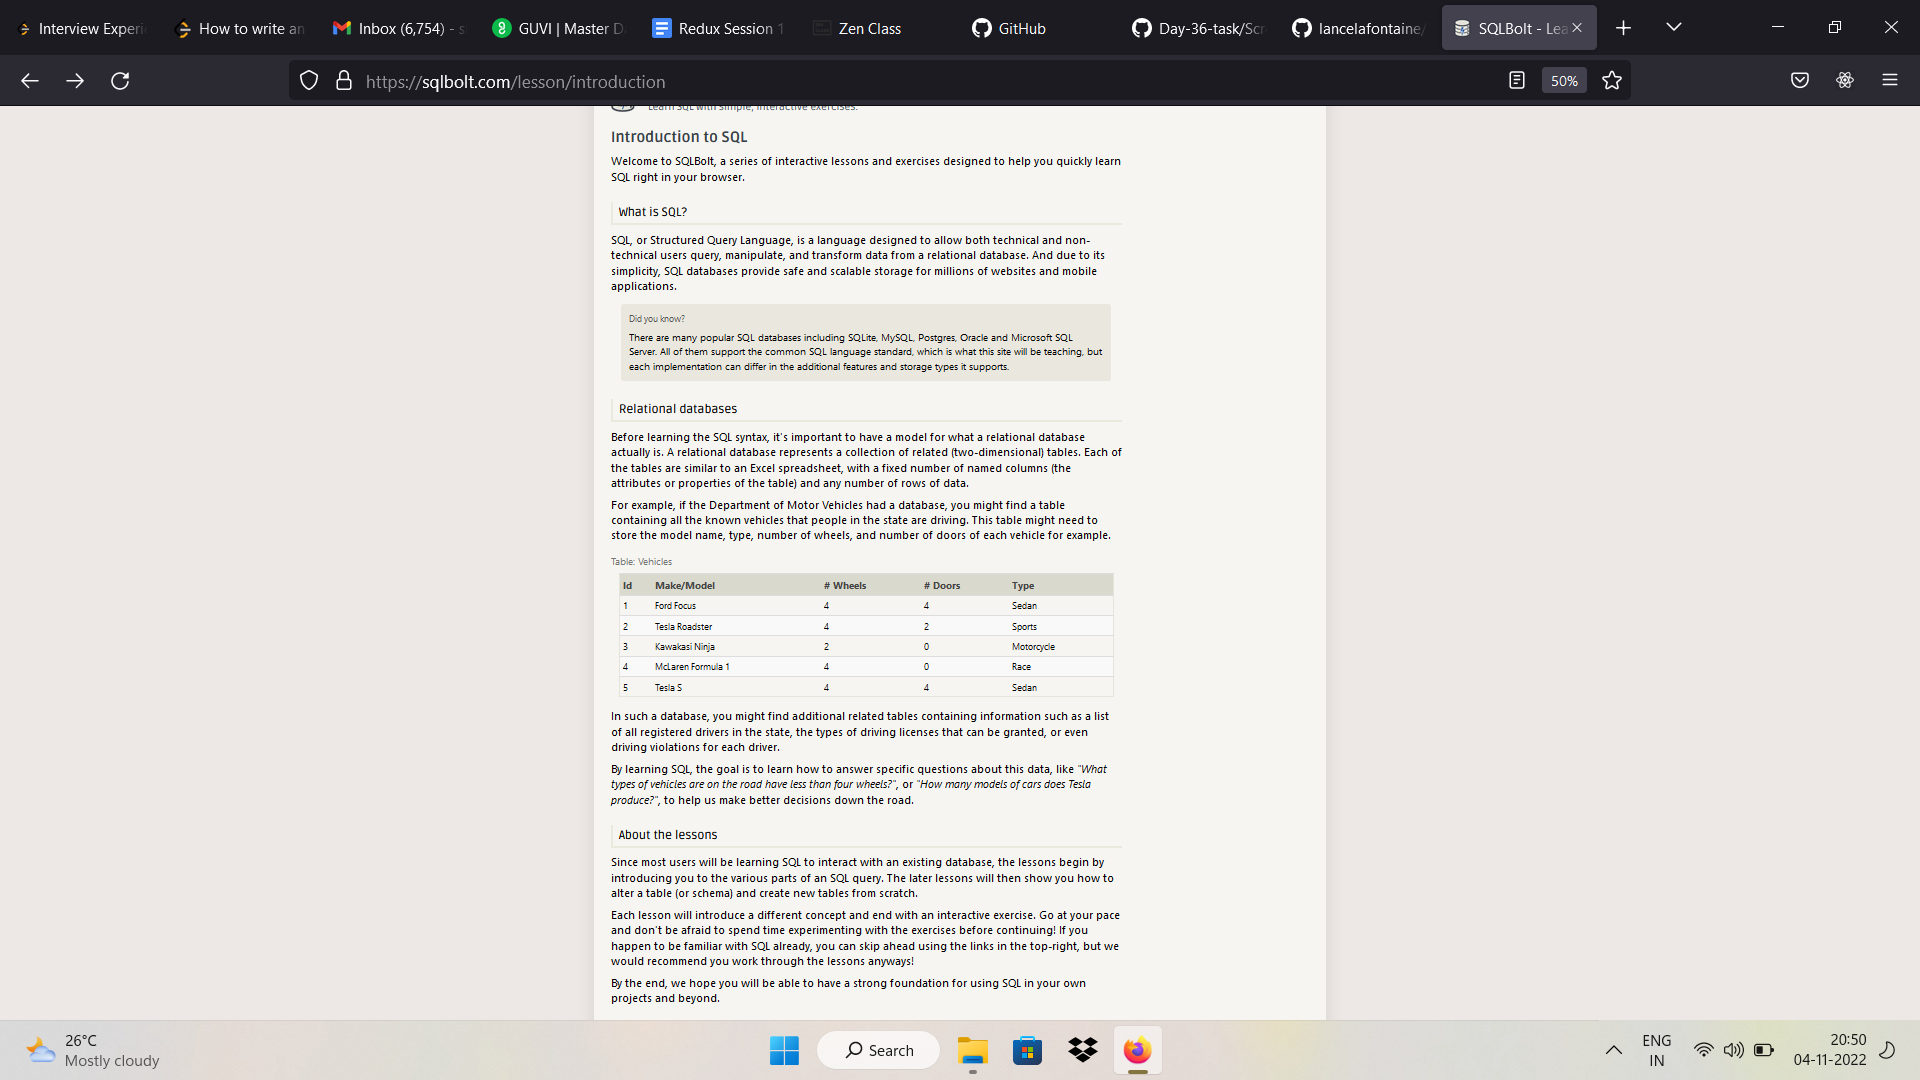 Interview Experi
How to write an
Inbox (6,754) - s
GUVI | Master D
Redux Session 1
Zen Class
GitHub
Day-36-task/Scr
lancelafontaine/
SQLBolt - Lea
https://sqlbolt.com/lesson/introduction
50%
Learn SQL with simple, interactive exercises.
Introduction to SQL
Welcome to SQLBolt, a series of interactive lessons and exercises designed to help you quickly learn
SQL right in your browser.
What is SQL?
SQL, or Structured Query Language, is a language designed to allow both technical and non-
technical users query, manipulate, and transform data from a relational database. And due to its
simplicity, SQL databases provide safe and scalable storage for millions of websites and mobile
applications.
Did you know?
There are many popular SQL databases including SQLite, MySQL, Postgres, Oracle and Microsoft SQL
Server. All of them support the common SQL language standard, which is what this site will be teaching, but
each implementation can differ in the additional features and storage types it supports.
Relational databases
Before learning the SQL syntax, it's important to have a model for what a relational database
actually is. A relational database represents a collection of related (two-dimensional) tables. Each of
the tables are similar to an Excel spreadsheet, with a fixed number of named columns (the
attributes or properties of the table) and any number of rows of data.
For example, if the Department of Motor Vehicles had a database, you might find a table
containing all the known vehicles that people in the state are driving. This table might need to
store the model name, type, number of wheels, and number of doors of each vehicle for example.
Table: Vehicles
Id Make/Model # Wheels # Doors Type
1 Ford Focus 4 4 Sedan
2 Tesla Roadster 4 2 Sports
3 Kawakasi Ninja 2 0 Motorcycle
4 McLaren Formula 1 4 0 Race
5 Tesla S 4 4 Sedan
In such a database, you might find additional related tables containing information such as a list
of all registered drivers in the state, the types of driving licenses that can be granted, or even
driving violations for each driver.
By learning SQL, the goal is to learn how to answer specific questions about this data, like "What
types of vehicles are on the road have less than four wheels?", or "How many models of cars does Tesla
produce?", to help us make better decisions down the road.
About the lessons
Since most users will be learning SQL to interact with an existing database, the lessons begin by
introducing you to the various parts of an SQL query. The later lessons will then show you how to
alter a table (or schema) and create new tables from scratch.
Each lesson will introduce a different concept and end with an interactive exercise. Go at your pace
and don't be afraid to spend time experimenting with the exercises before continuing! If you
happen to be familiar with SQL already, you can skip ahead using the links in the top-right, but we
would recommend you work through the lessons anyways!
By the end, we hope you will be able to have a strong foundation for using SQL in your own
projects and beyond.
26°C
Mostly cloudy
Search
ENG
IN
20:50
04-11-2022